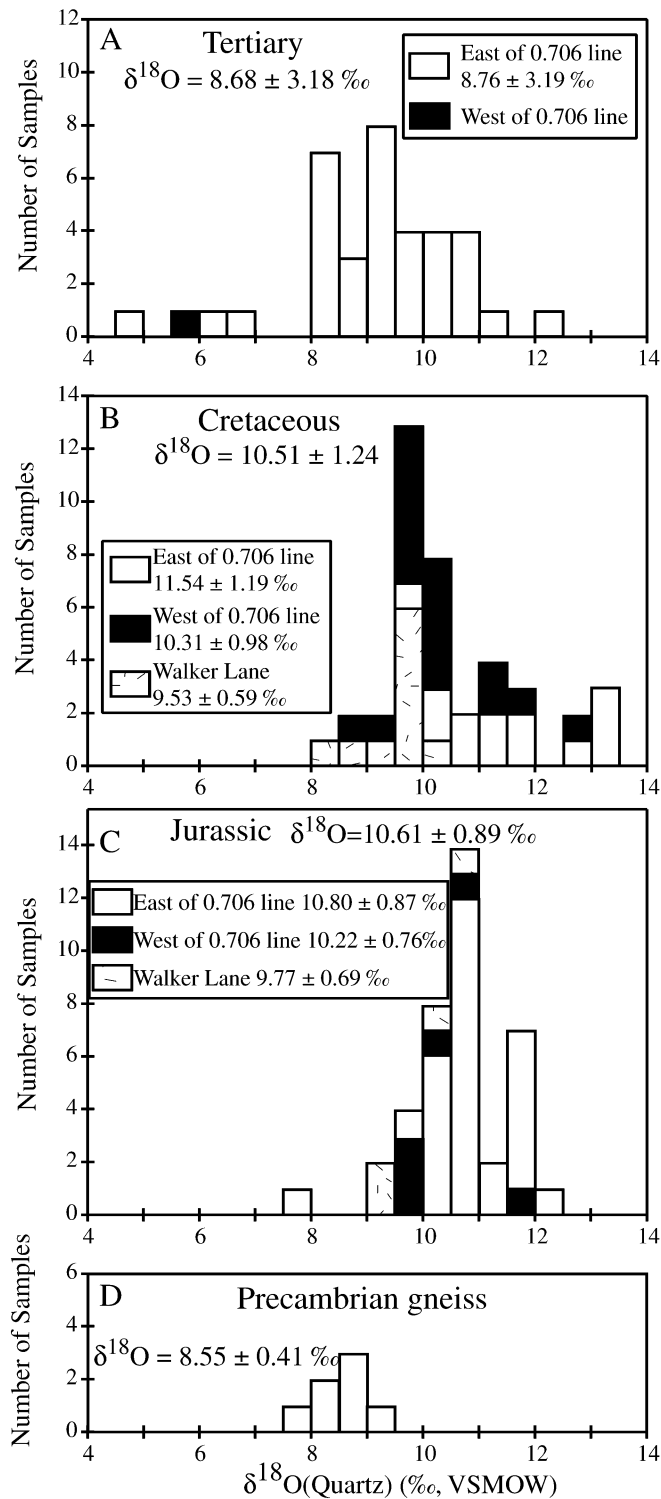 A
Tertiary
δ18O = 8.68 ± 3.18 ‰
East of 0.706 line
8.76 ± 3.19 ‰
West of 0.706 line
Number of Samples
12
10
8
6
4
2
0
4 6 8 10 12 14
B
Cretaceous
δ18O = 10.51 ± 1.24
East of 0.706 line
11.54 ± 1.19 ‰
West of 0.706 line
10.31 ± 0.98 ‰
Walker Lane
9.53 ± 0.59 ‰
Number of Samples
14
12
10
8
6
4
2
0
4 6 8 10 12 14
C
Jurassic δ18O=10.61 ± 0.89 ‰
East of 0.706 line 10.80 ± 0.87 ‰
West of 0.706 line 10.22 ± 0.76‰
Walker Lane 9.77 ± 0.69 ‰
Number of Samples
14
12
10
8
6
4
2
0
4 6 8 10 12 14
D
Precambrian gneiss
δ18O = 8.55 ± 0.41 ‰
Number of Samples
6
4
2
0
4 6 8 10 12 14
δ18O(Quartz) (‰, VSMOW)